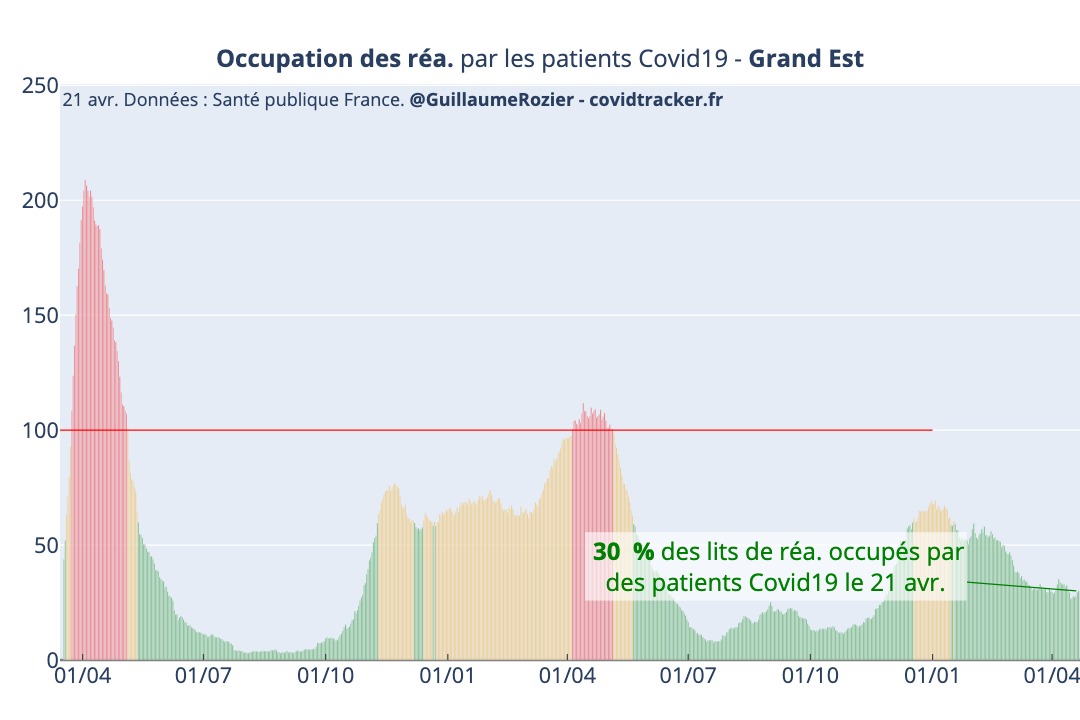 Occupation des réa. par les patients Covid19 - Grand Est
250
21 avr. Données : Santé publique France. @GuillaumeRozier - covidtracker.fr
200
150
100
50
30 % des lits de réa. occupés par
des patients Covid19 le 21 avr.
0
01/04 01/07 01/10 01/01 01/04 01/07 01/10 01/01 01/04